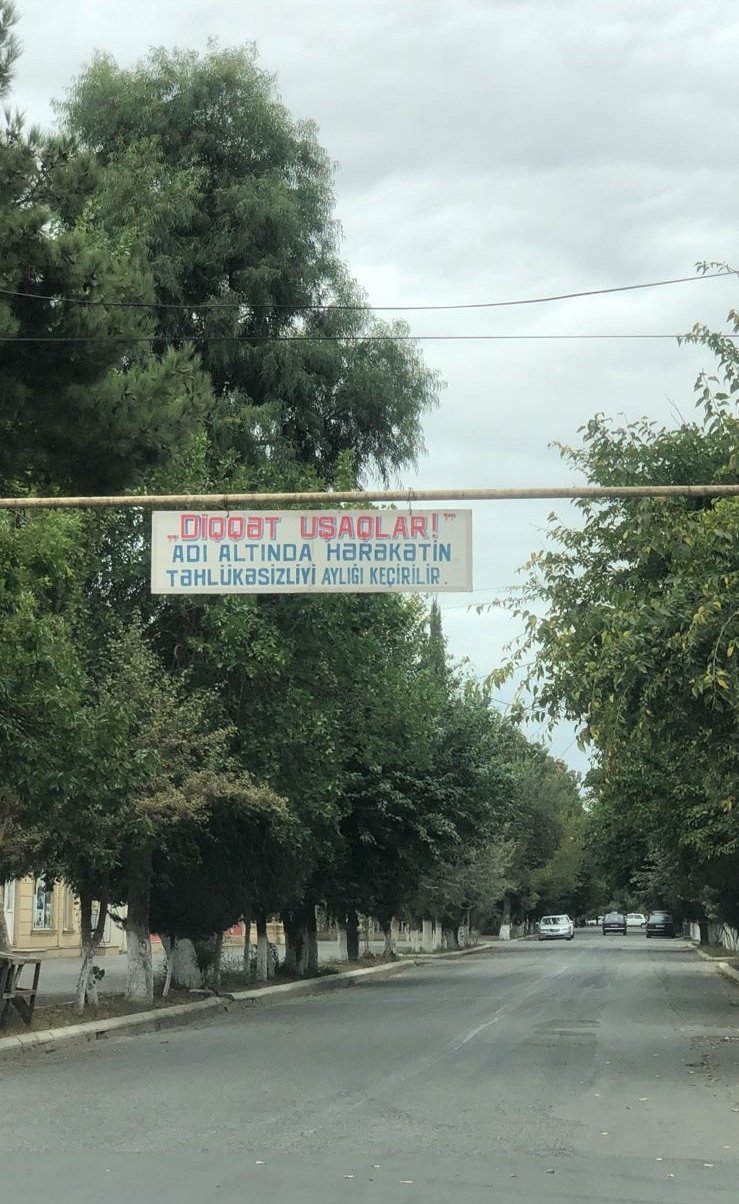 „DİQQƏT UŞAQLAR!”
ADI ALTINDA HƏRƏKƏTİN
TƏHLÜKƏSİZLİYİ AYLIĞI KEÇİRİLİR.